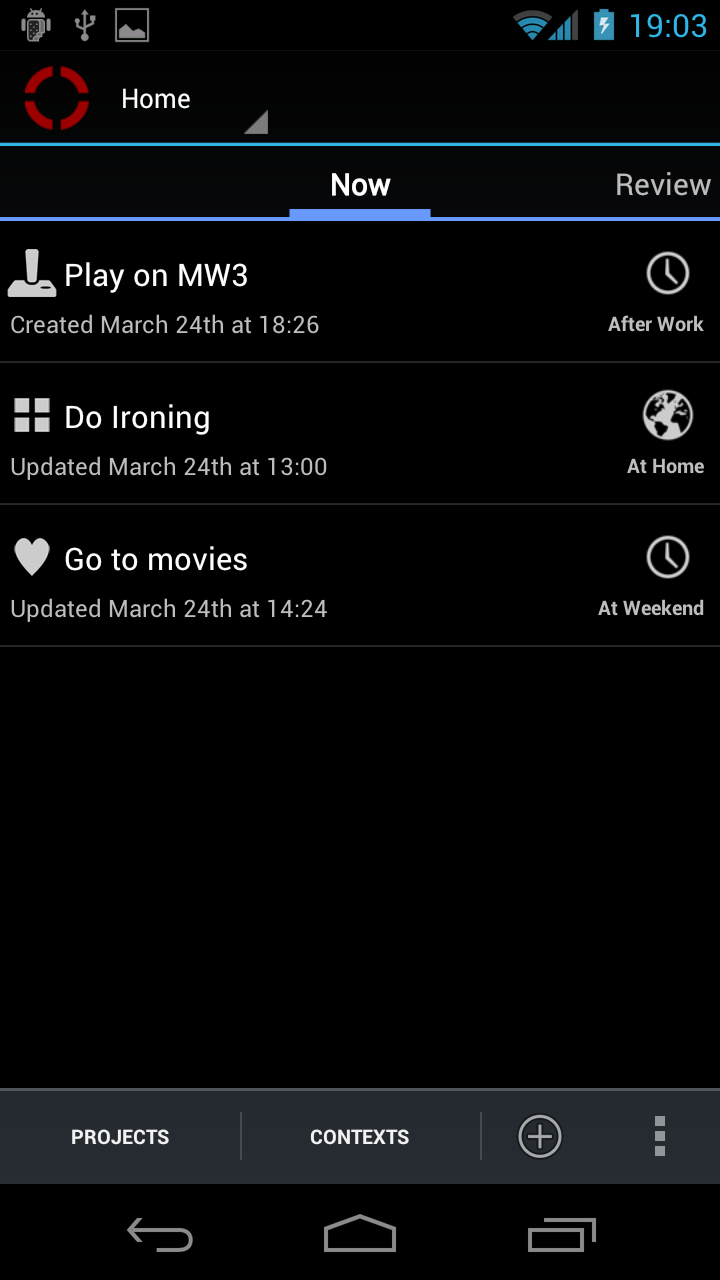 19:03
Home
Now
Review
Play on MW3
Created March 24th at 18:26
After Work
Do Ironing
Updated March 24th at 13:00
At Home
Go to movies
Updated March 24th at 14:24
At Weekend
PROJECTS
CONTEXTS